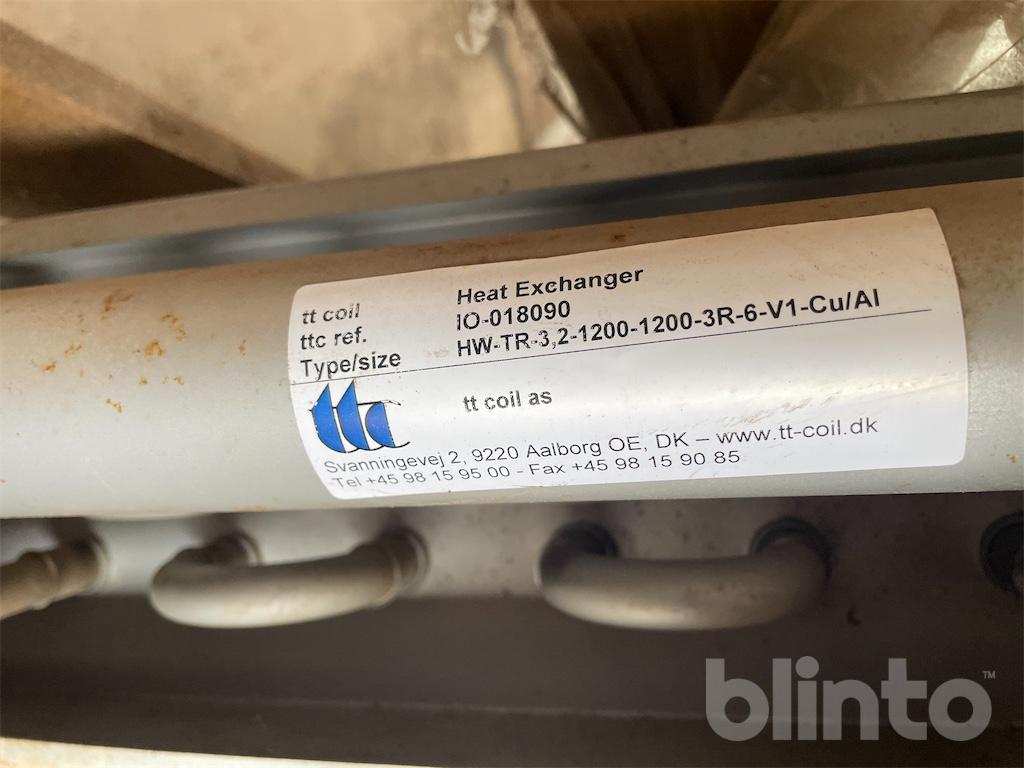 tt coil Heat Exchanger
ttc ref. IO-018090
Type/size HW-TR-3,2-1200-1200-3R-6-V1-Cu/Al
ttc tt coil as
Svanningevej 2, 9220 Aalborg OE, DK – www.tt-coil.dk
Tel +45 98 15 95 00 - Fax +45 98 15 90 85
blinto™